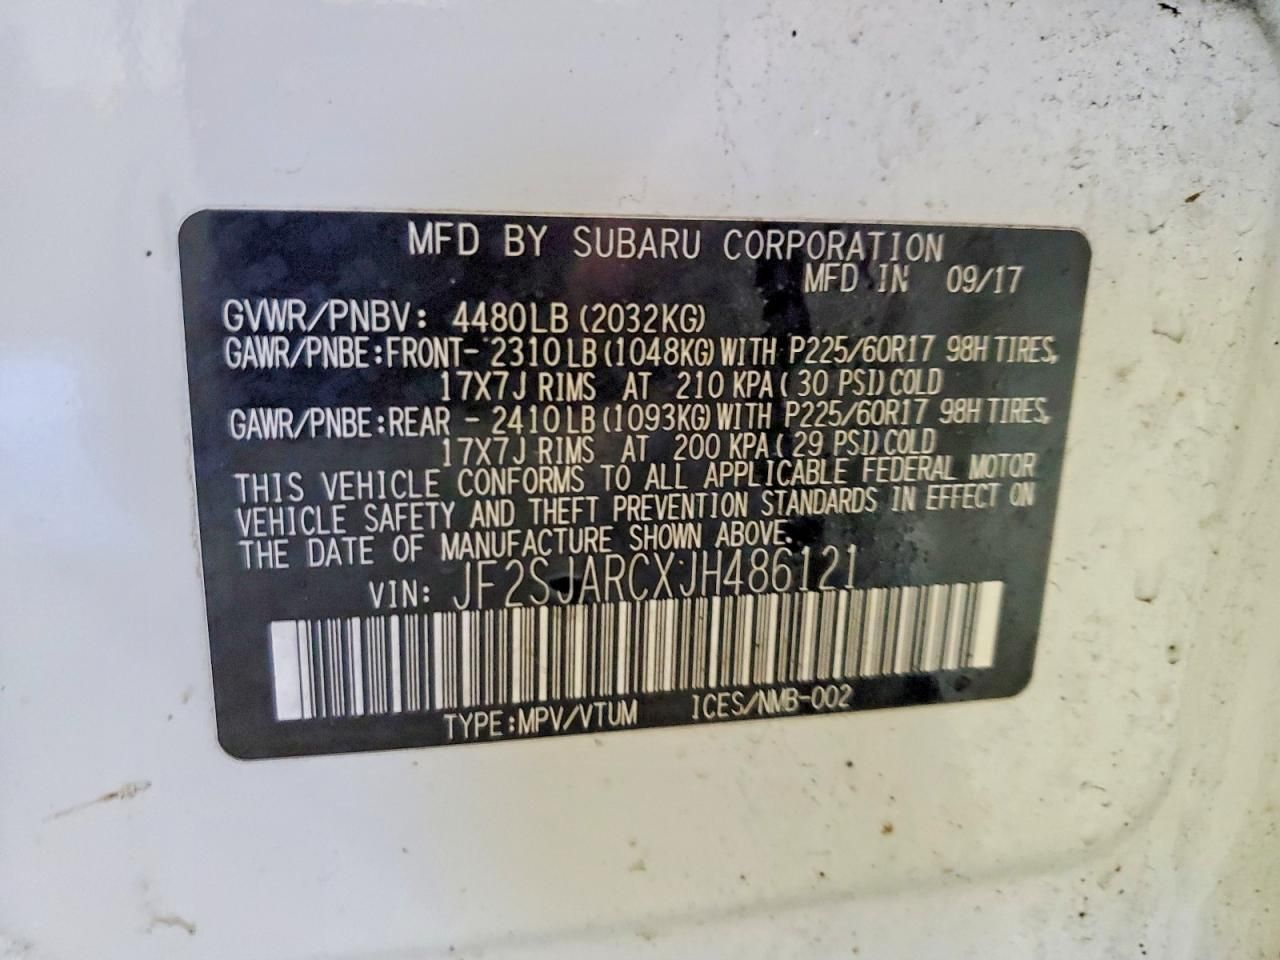 MFD BY SUBARU CORPORATION
MFD IN 09/17
GVWR/PNBV: 4480LB (2032KG)
GAWR/PNBE:FRONT- 2310LB (1048KG) WITH P225/60R17 98H TIRES,
17X7J RIMS AT 210 KPA ( 30 PSI) COLD
GAWR/PNBE:REAR - 2410LB (1093KG) WITH P225/60R17 98H TIRES,
17X7J RIMS AT 200 KPA ( 29 PSI) COLD
THIS VEHICLE CONFORMS TO ALL APPLICABLE FEDERAL MOTOR
VEHICLE SAFETY AND THEFT PREVENTION STANDARDS IN EFFECT ON
THE DATE OF MANUFACTURE SHOWN ABOVE.
VIN: JF2SJARCXJH486121
TYPE:MPV/VTUM ICES/NMB-002